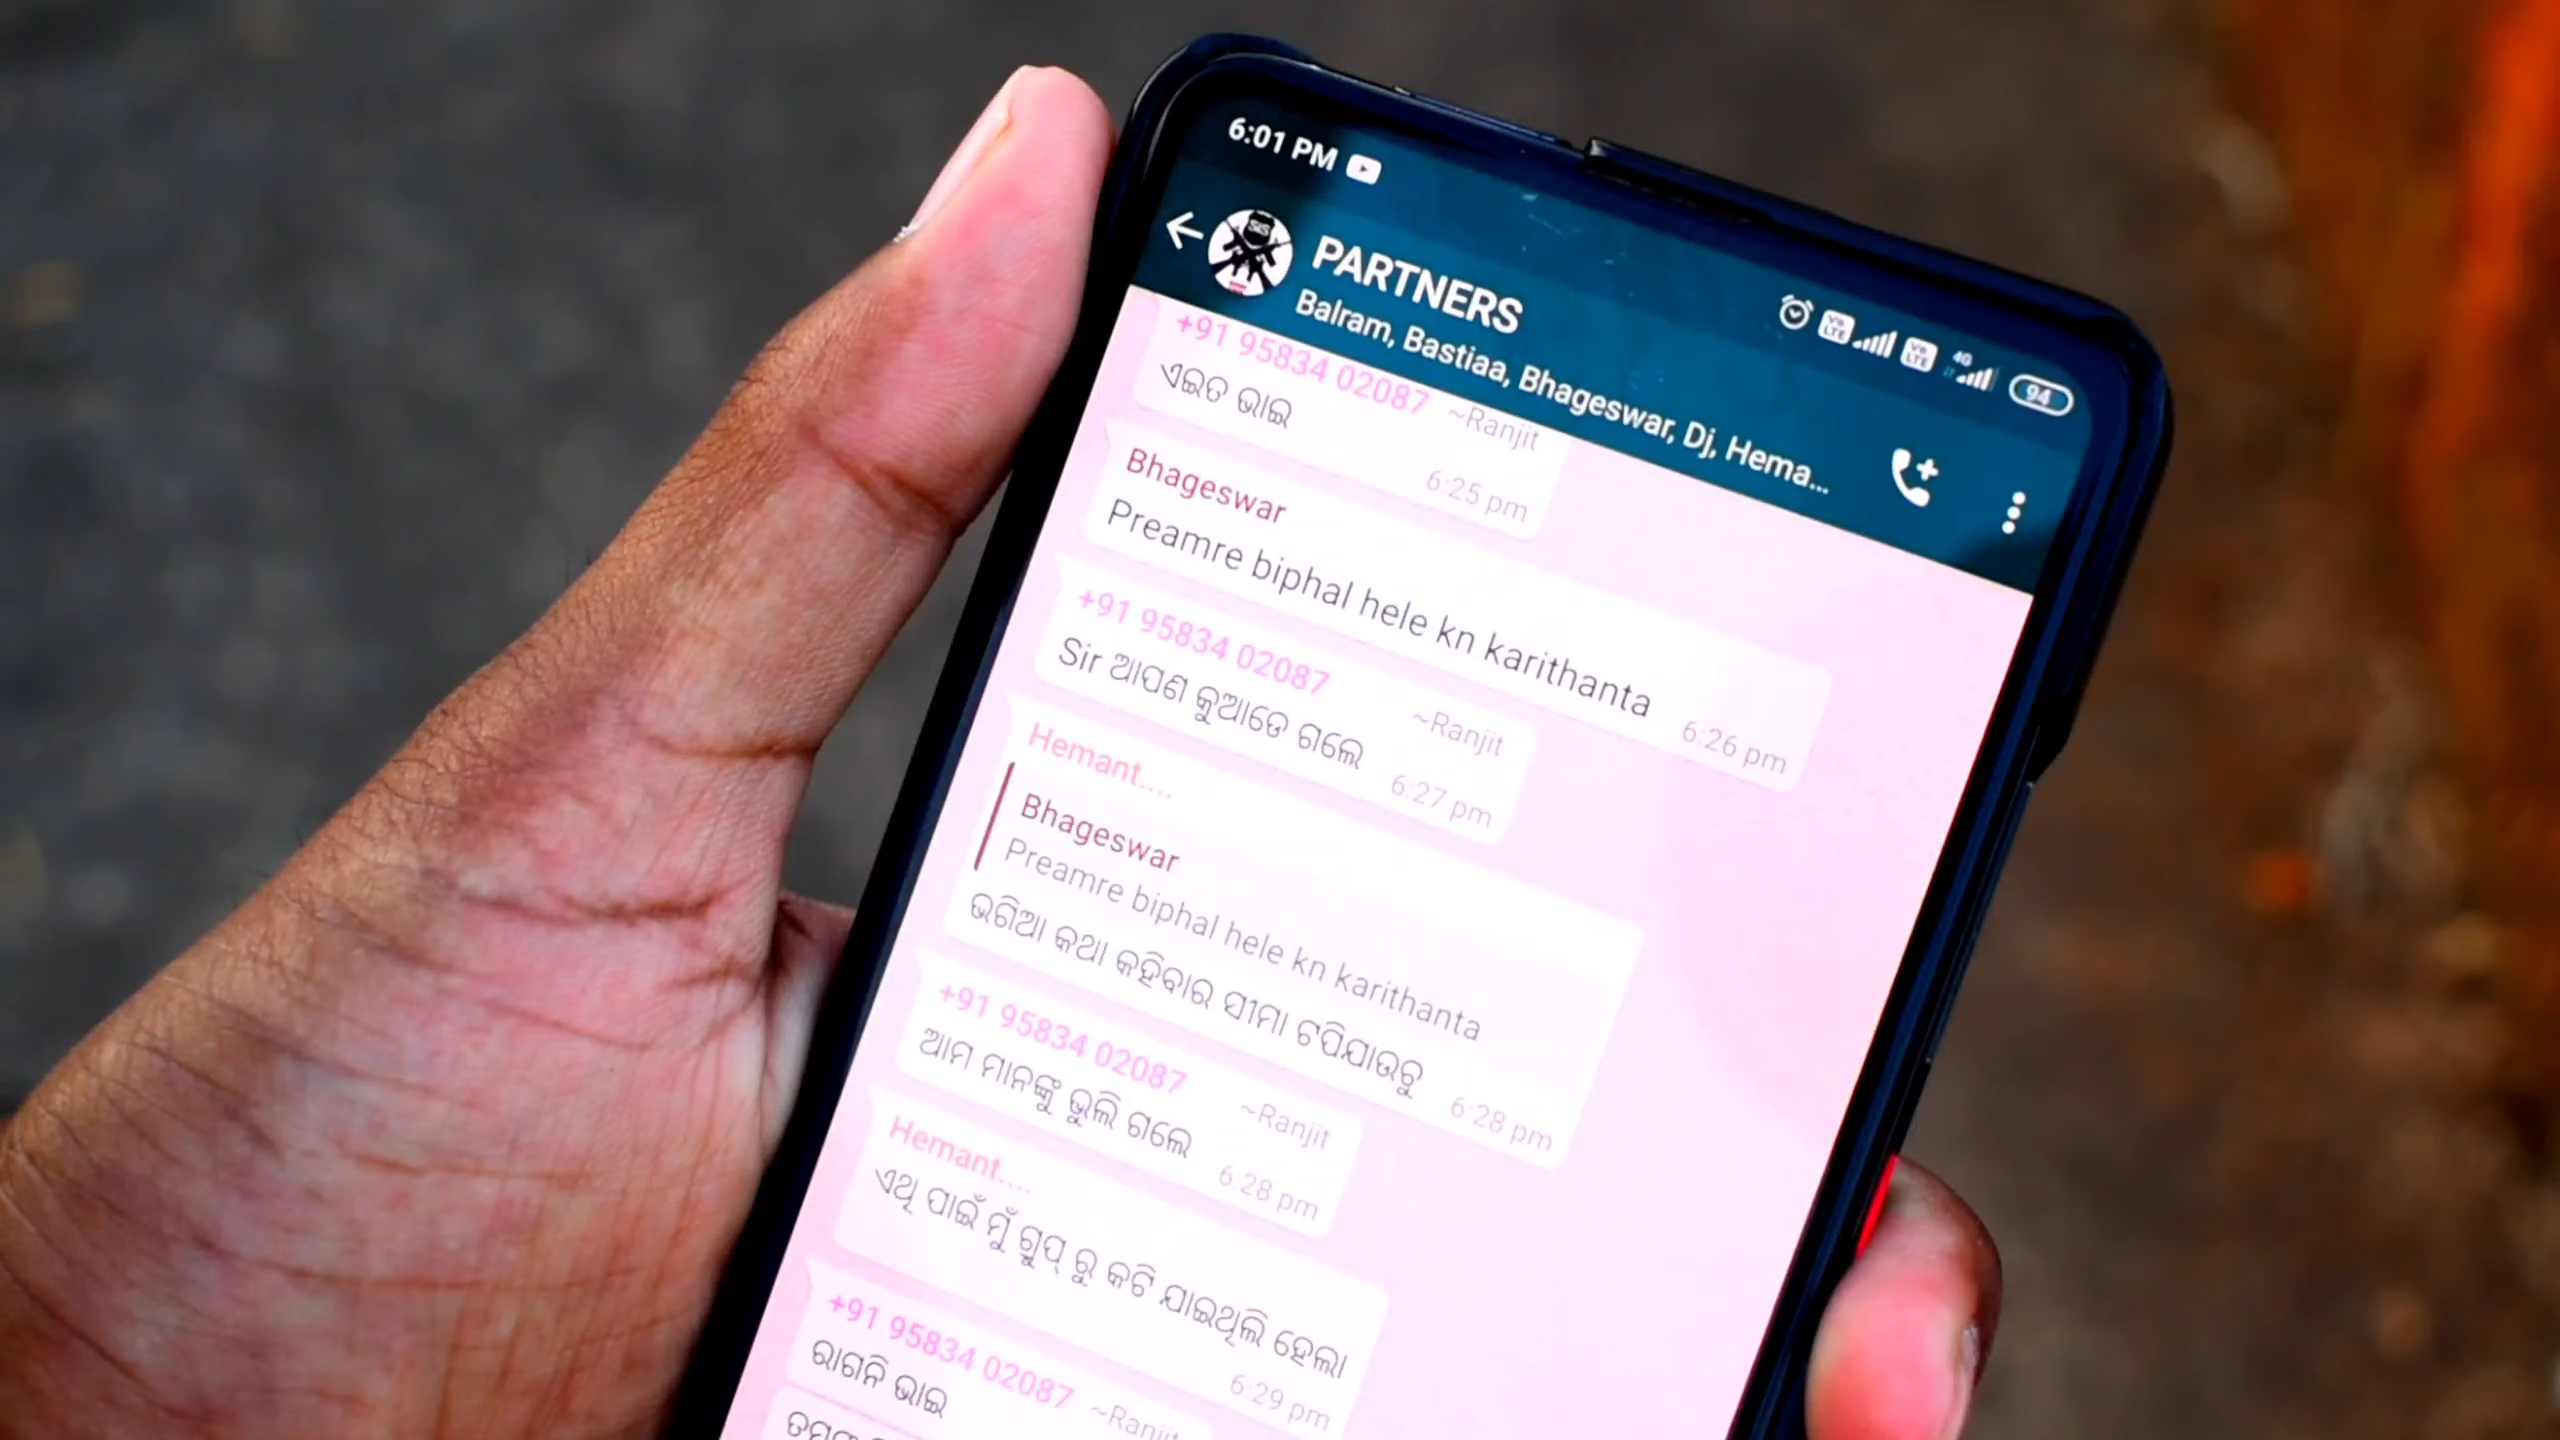 6:01 PM
4G
94
PARTNERS
Balram, Bastiaa, Bhageswar, Dj, Hema...
+91 95834 02087 ~Ranjit
ଏଇତ ଭାଇ
6:25 pm
Bhageswar
Preamre biphal hele kn karithanta
6:26 pm
+91 95834 02087 ~Ranjit
Sir ଆପଣ କୁଆଡେ ଗଲେ
6:27 pm
Hemant....
Bhageswar
Preamre biphal hele kn karithanta
ଭଗିଆ କଥା କହିବାର ସୀମା ଟପିଯାଉଚୁ
6:28 pm
+91 95834 02087 ~Ranjit
ଆମ ମାନଙ୍କୁ ଭୁଲି ଗଲେ
6:28 pm
Hemant....
ଏଥି ପାଇଁ ମୁଁ ଗ୍ରୁପ୍ ରୁ କଟି ଯାଇଥିଲି ହେଲା
6:29 pm
+91 95834 02087 ~Ranjit
ରାଗନି ଭାଇ